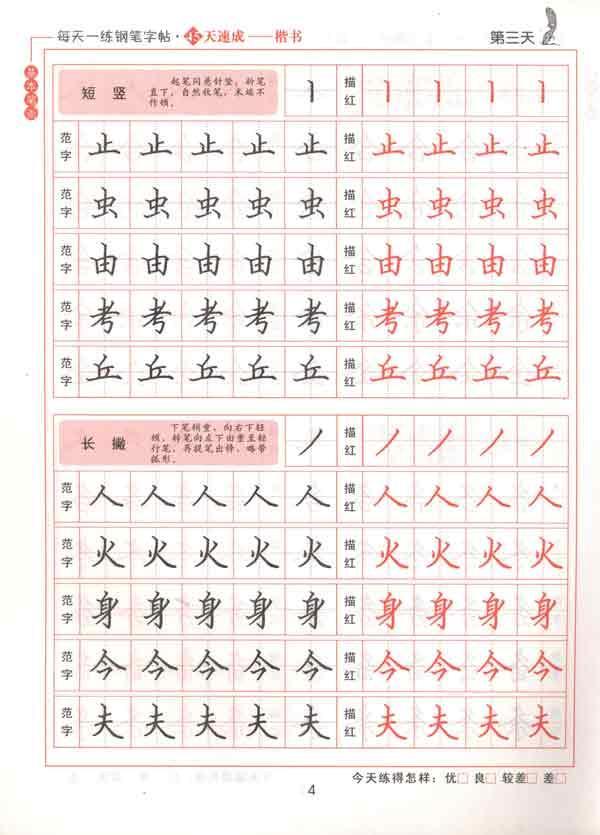 每天一练钢笔字帖·45天速成——楷书 第三天
短 竖
起笔同悬针竖，转笔
直下，自然收笔，末端不
作顿。
丨 描红 丨 丨 丨 丨
范字 止 止 止 止 止 描红 止 止 止 止
范字 虫 虫 虫 虫 虫 描红 虫 虫 虫 虫
范字 由 由 由 由 由 描红 由 由 由 由
范字 考 考 考 考 考 描红 考 考 考 考
范字 丘 丘 丘 丘 丘 描红 丘 丘 丘 丘
长 撇
下笔稍重，向右下轻
顿，转笔向左下由重至轻
行笔，再提笔出锋，略带
弧形。
丿 描红 丿 丿 丿 丿
范字 人 人 人 人 人 描红 人 人 人 人
范字 火 火 火 火 火 描红 火 火 火 火
范字 身 身 身 身 身 描红 身 身 身 身
范字 今 今 今 今 今 描红 今 今 今 今
范字 夫 夫 夫 夫 夫 描红 夫 夫 夫 夫
今天练得怎样：优□ 良□ 较差□ 差□
4